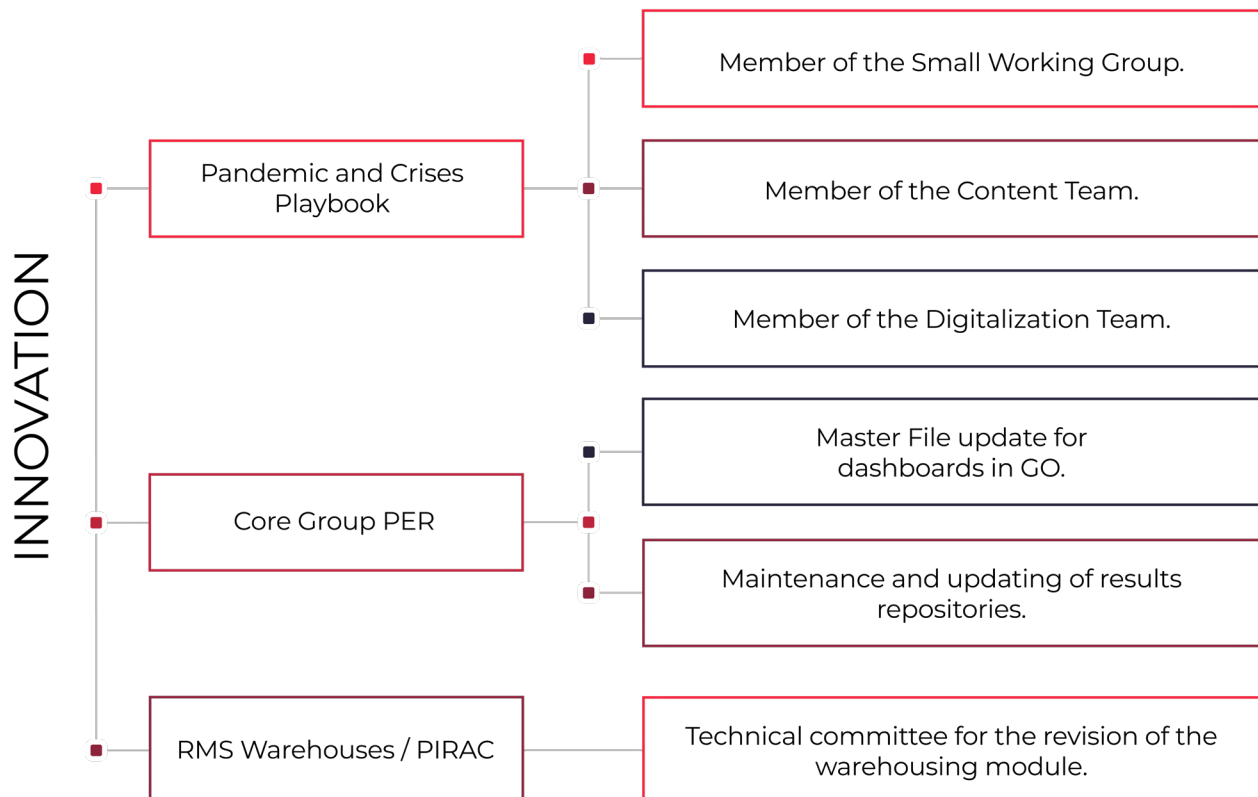 INNOVATION
Pandemic and Crises
Playbook
Member of the Small Working Group.
Member of the Content Team.
Member of the Digitalization Team.
Core Group PER
Master File update for
dashboards in GO.
Maintenance and updating of results
repositories.
RMS Warehouses / PIRAC
Technical committee for the revision of the
warehousing module.